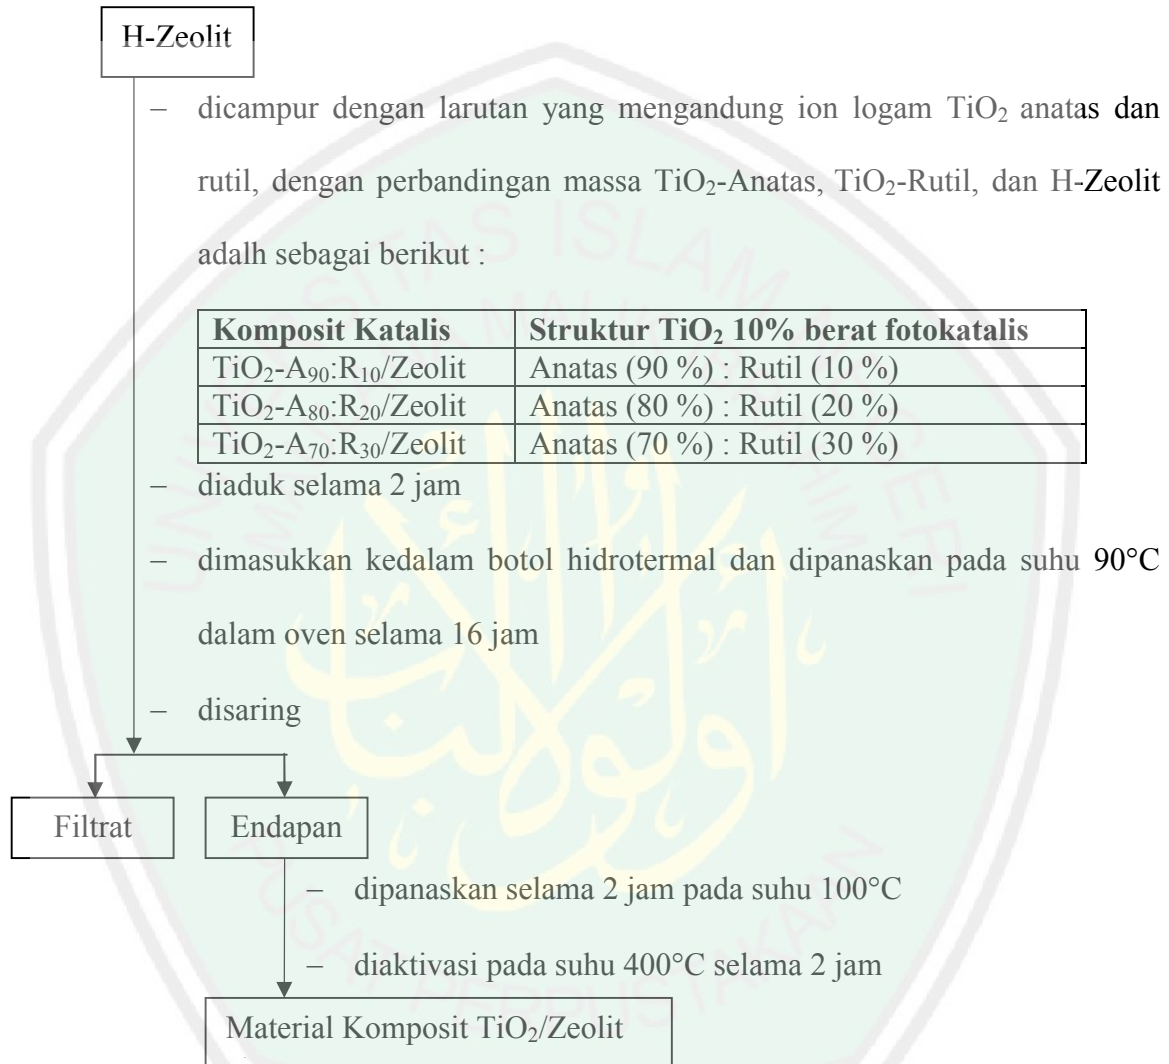 H-Zeolit
– dicampur dengan larutan yang mengandung ion logam TiO₂ anatas dan
rutil, dengan perbandingan massa TiO₂-Anatas, TiO₂-Rutil, dan H-Zeolit
adalh sebagai berikut :
Komposit Katalis Struktur TiO₂ 10% berat fotokatalis
TiO₂-A₉₀:R₁₀/Zeolit Anatas (90 %) : Rutil (10 %)
TiO₂-A₈₀:R₂₀/Zeolit Anatas (80 %) : Rutil (20 %)
TiO₂-A₇₀:R₃₀/Zeolit Anatas (70 %) : Rutil (30 %)
– diaduk selama 2 jam
– dimasukkan kedalam botol hidrotermal dan dipanaskan pada suhu 90°C
dalam oven selama 16 jam
– disaring
Filtrat Endapan
– dipanaskan selama 2 jam pada suhu 100°C
– diaktivasi pada suhu 400°C selama 2 jam
Material Komposit TiO₂/Zeolit